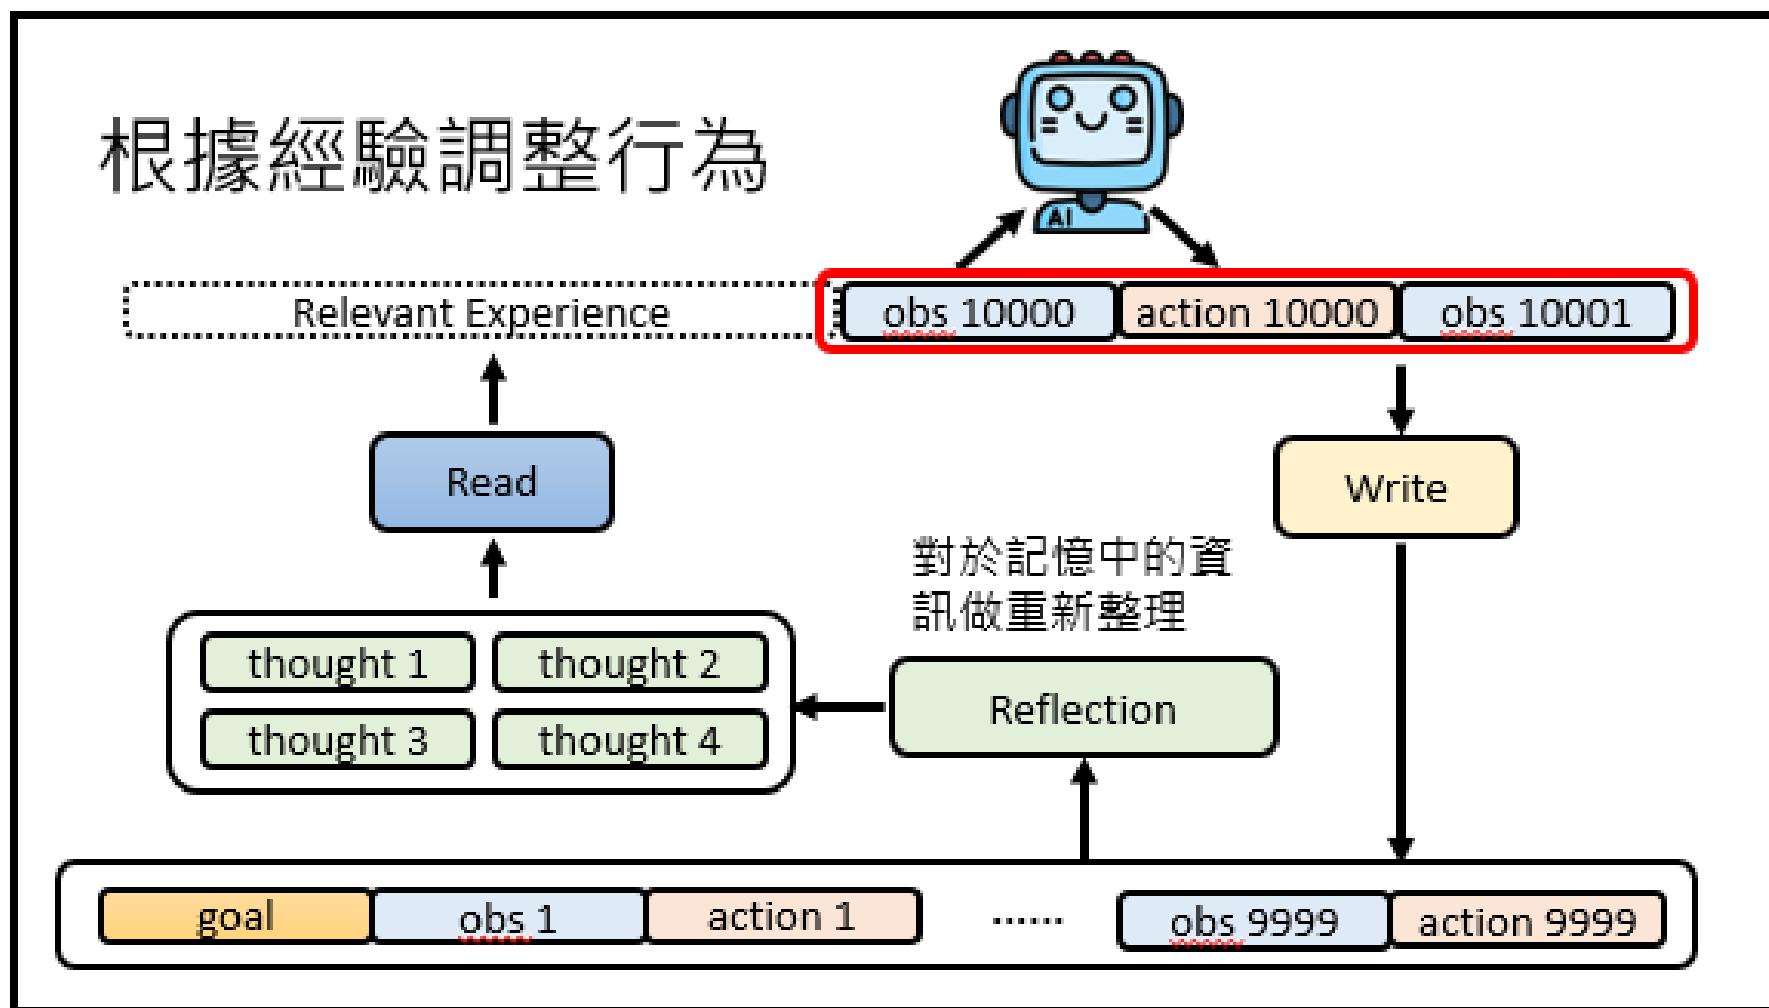 根據經驗調整行為
AI
Relevant Experience
obs 10000
action 10000
obs 10001
Read
Write
對於記憶中的資
訊做重新整理
thought 1
thought 2
thought 3
thought 4
Reflection
goal
obs 1
action 1
......
obs 9999
action 9999